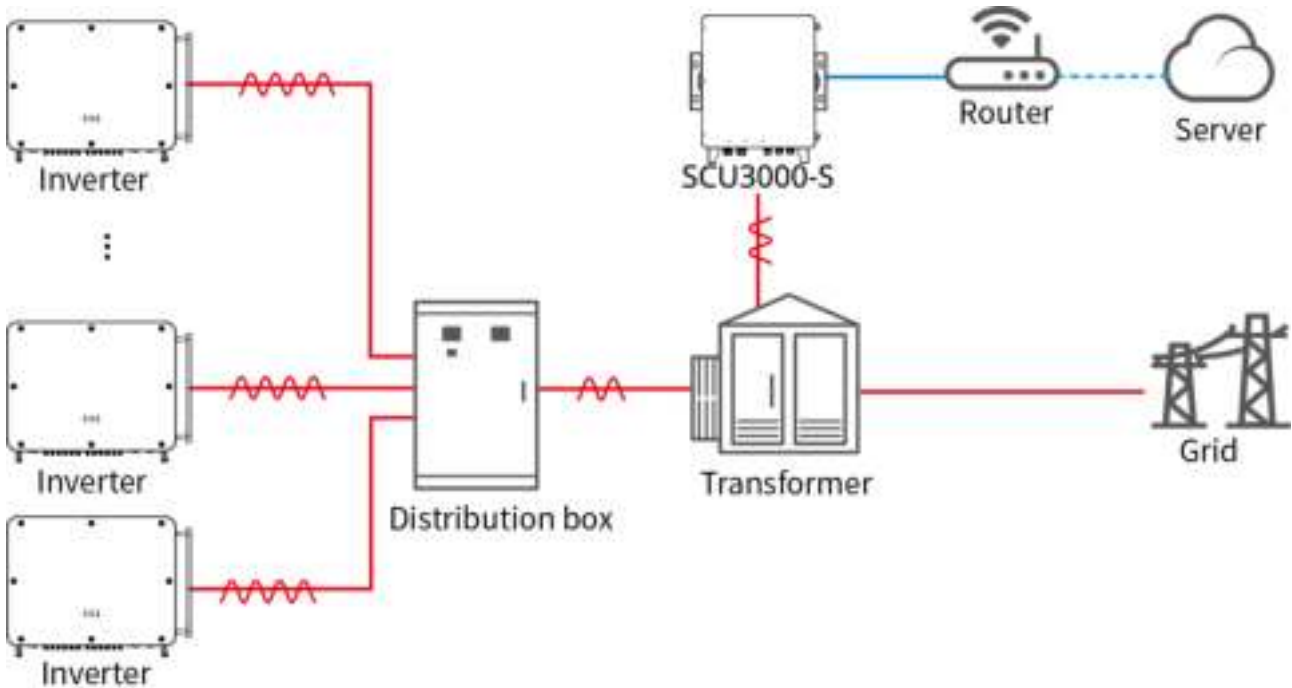 Router
Server
SCU3000-S
Inverter
Inverter
Grid
Transformer
Distribution box
Inverter